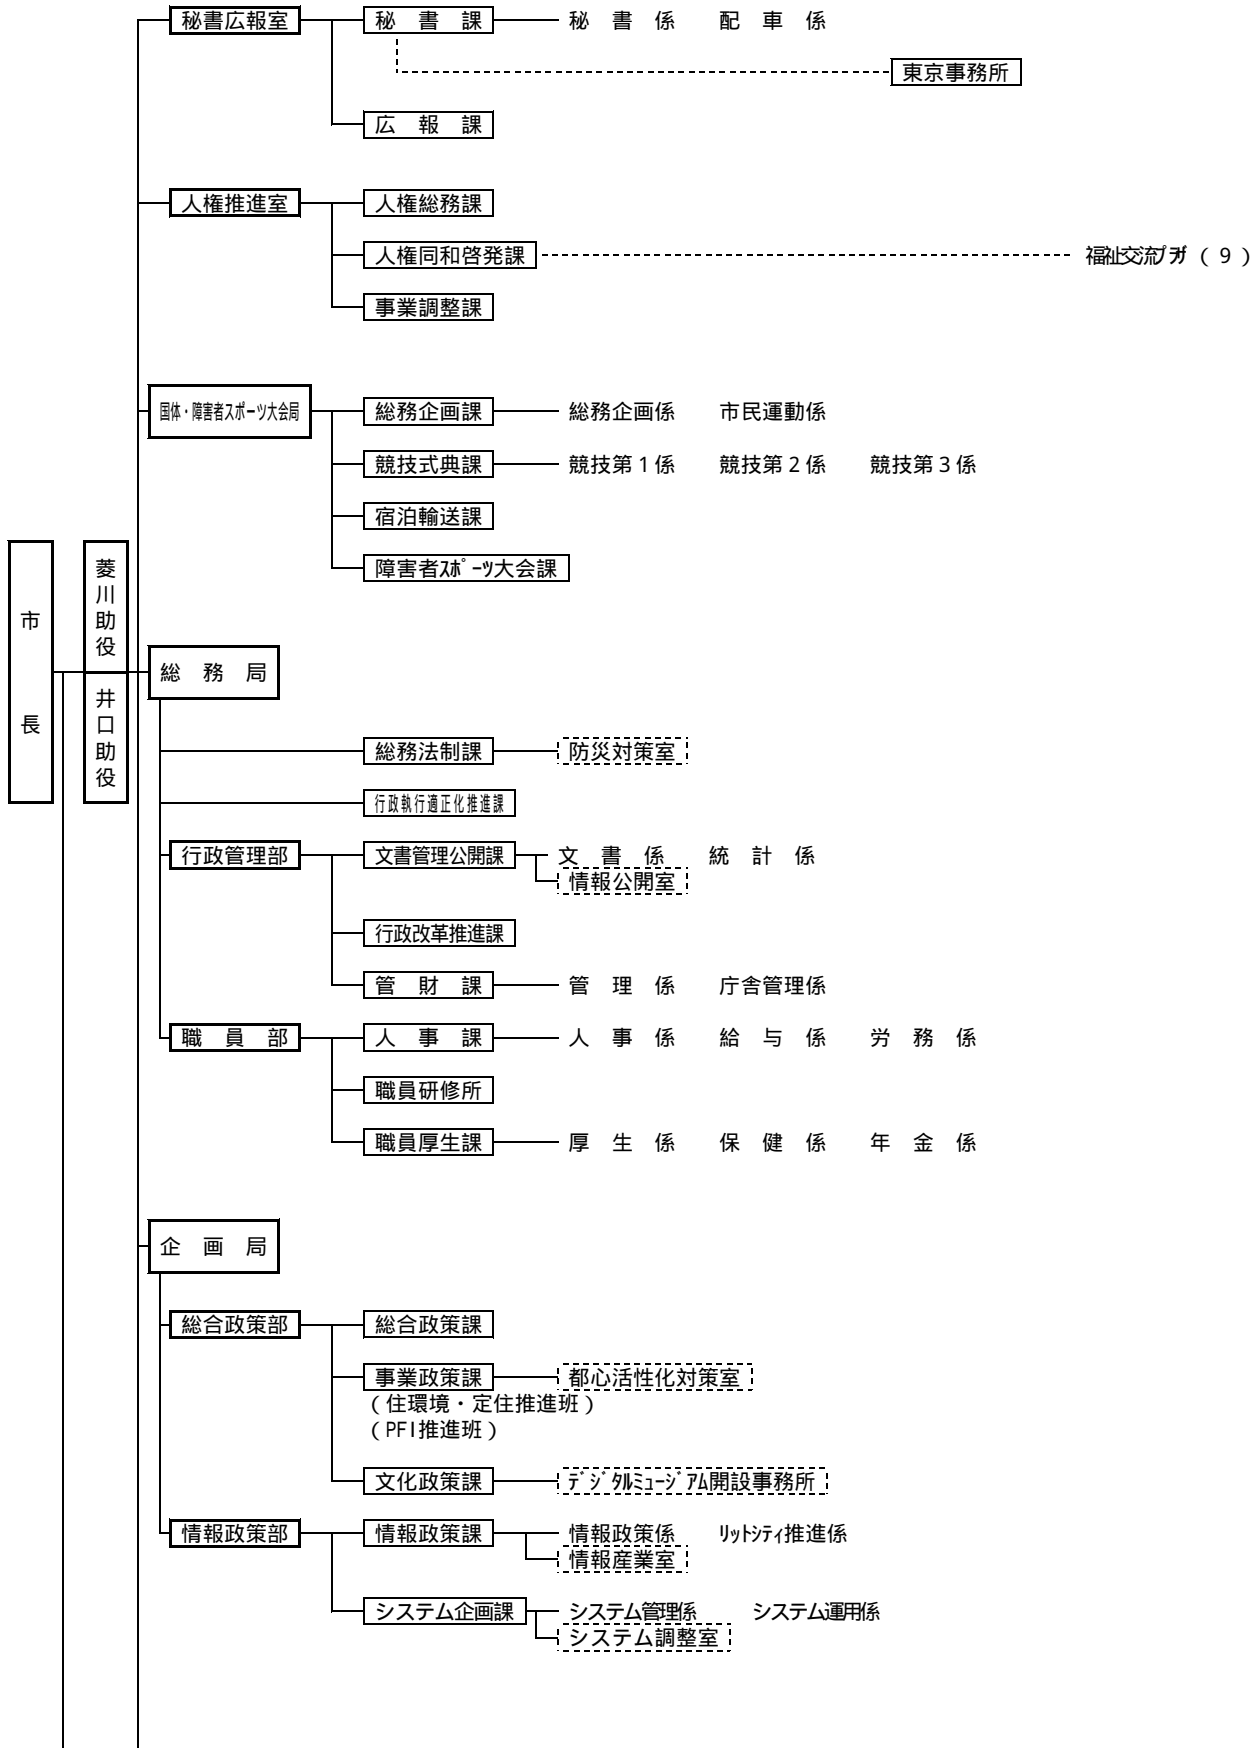 秘書広報室 秘書課 秘書係 配車係
東京事務所
広報課
人権推進室 人権総務課
人権同和啓発課 福祉交流プラザ（9）
事業調整課
国体・障害者スポーツ大会局 総務企画課 総務企画係 市民運動係
競技式典課 競技第1係 競技第2係 競技第3係
宿泊輸送課
障害者スポーツ大会課
市長
菱川助役
井口助役
総務局
総務法制課 防災対策室
行政執行適正化推進課
行政管理部 文書管理公開課 文書係 統計係
情報公開室
行政改革推進課
管財課 管理係 庁舎管理係
職員部 人事課 人事係 給与係 労務係
職員研修所
職員厚生課 厚生係 保健係 年金係
企画局
総合政策部 総合政策課
事業政策課 都心活性化対策室
（住環境・定住推進班）
（PFI推進班）
文化政策課 デジタルミュージアム開設事務所
情報政策部 情報政策課 情報政策係 リットシティ推進係
情報産業室
システム企画課 システム管理係 システム運用係
システム調整室